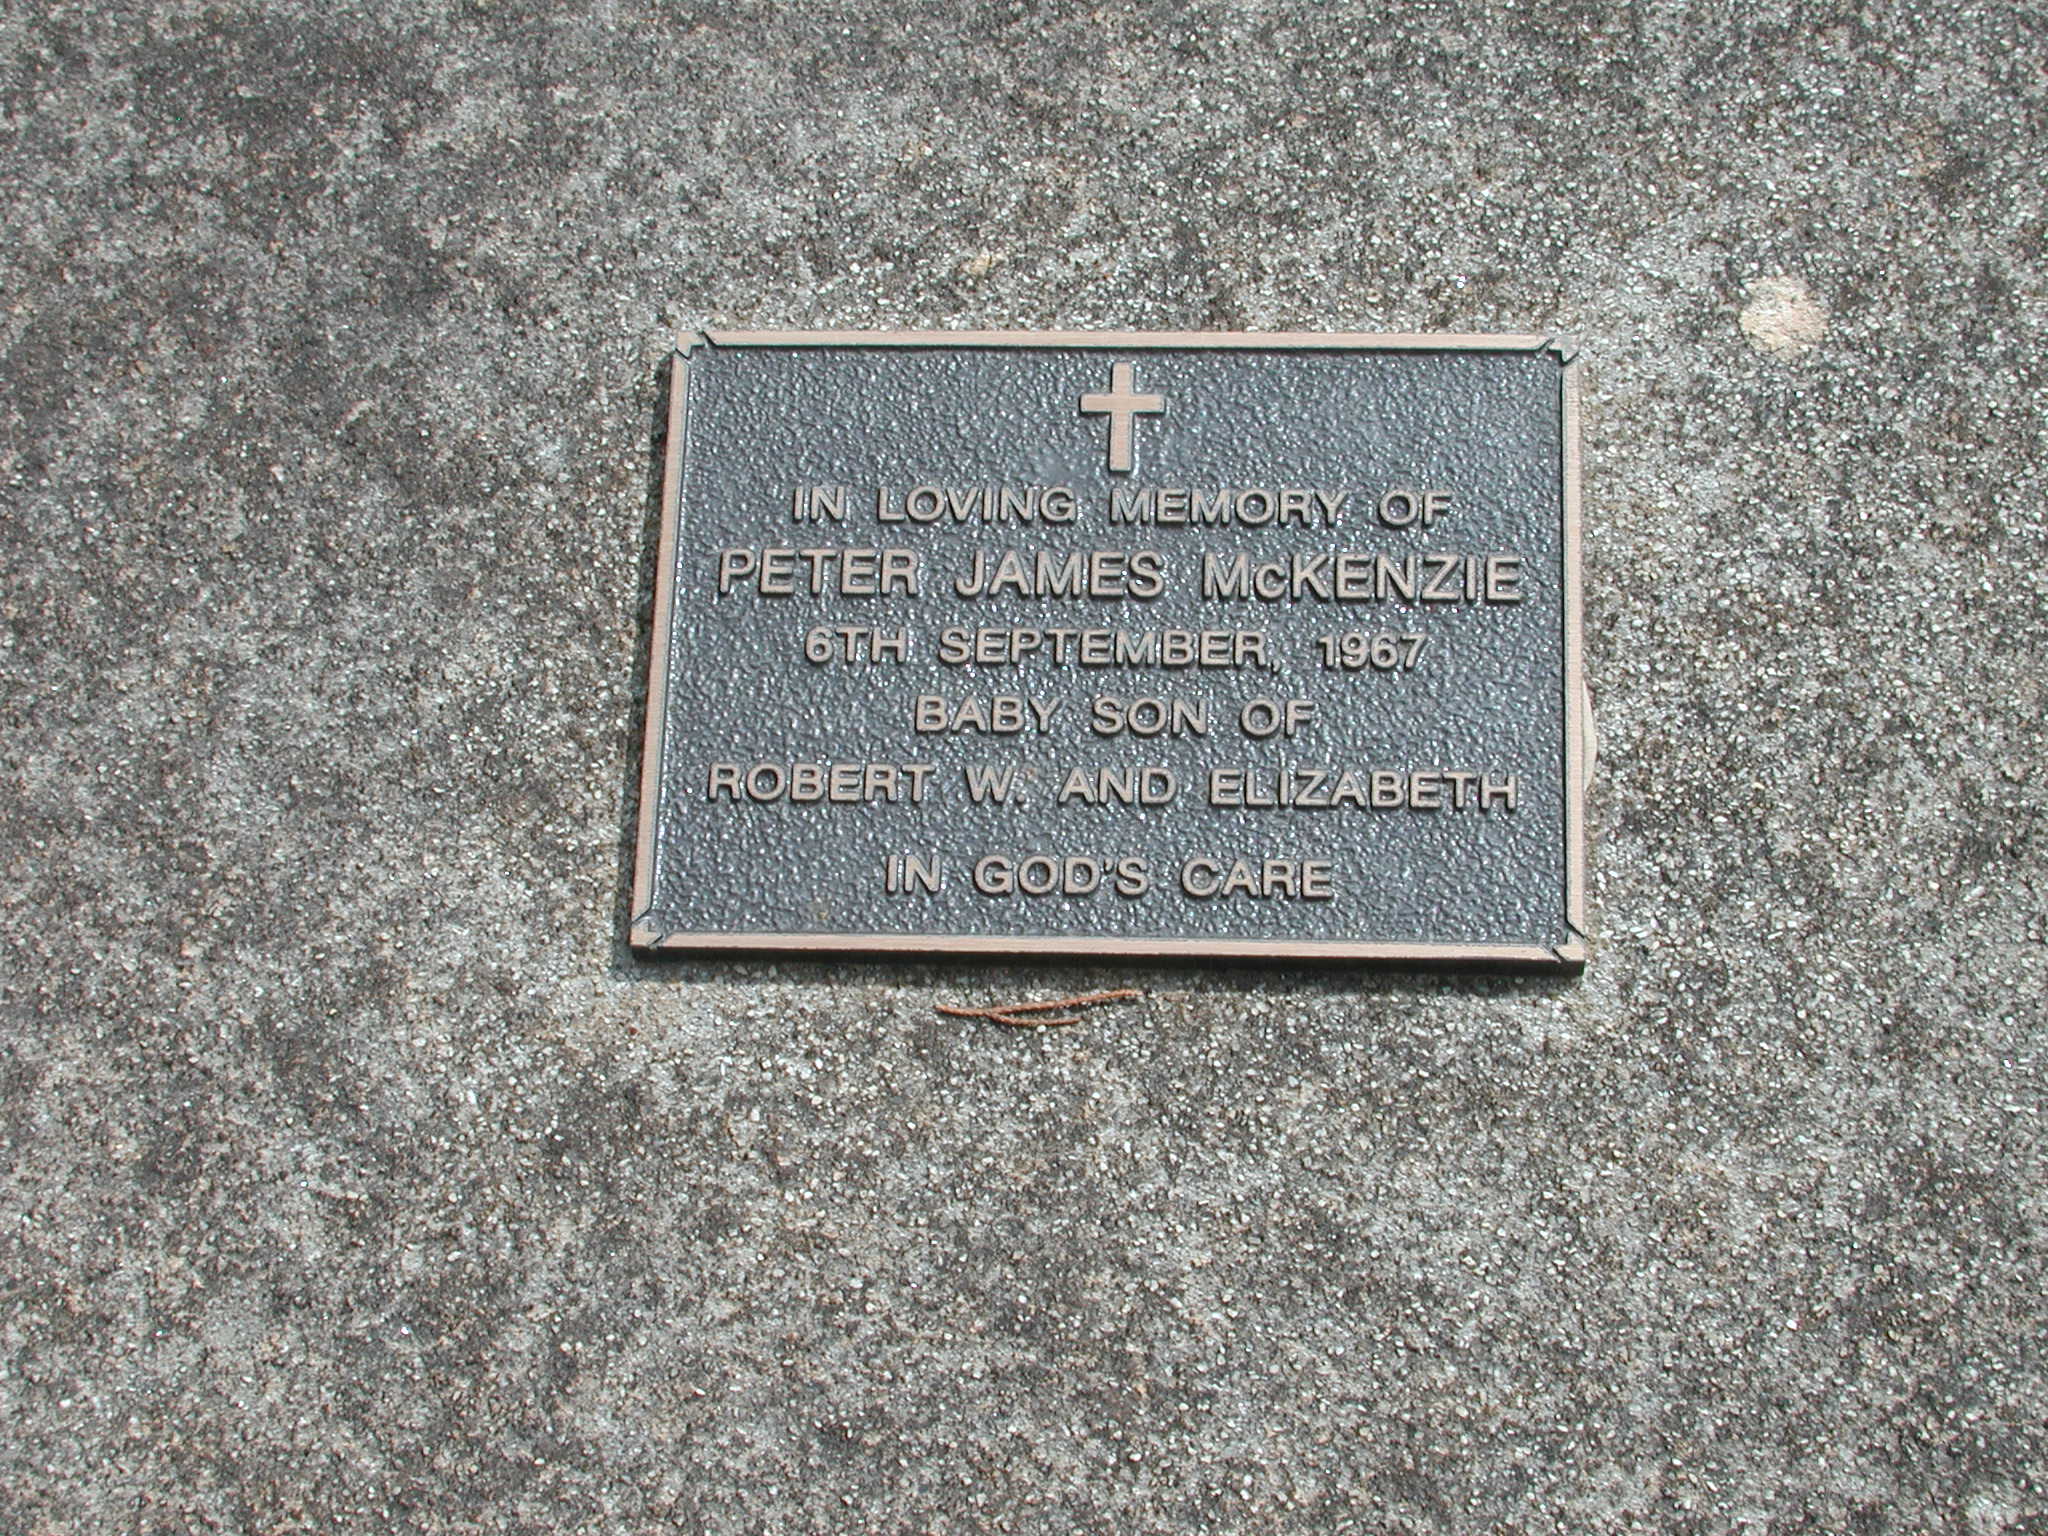 IN LOVING MEMORY OF
PETER JAMES McKENZIE
6TH SEPTEMBER, 1967
BABY SON OF
ROBERT W. AND ELIZABETH
IN GOD'S CARE